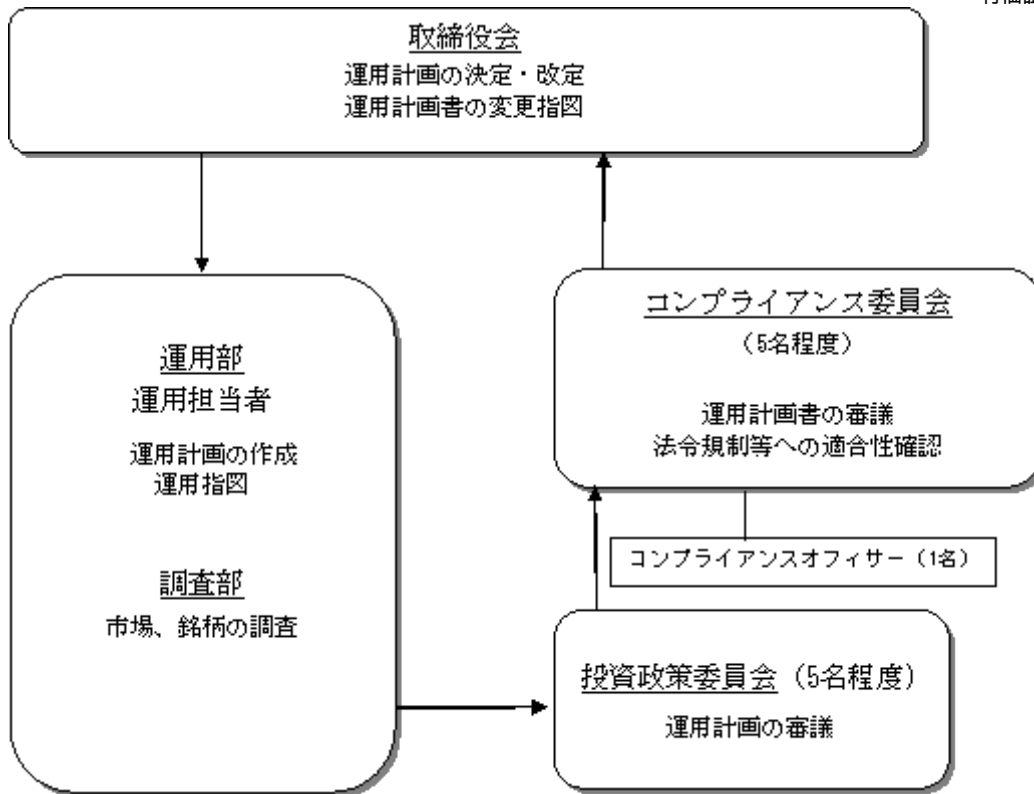 取締役会
運用計画の決定・改定
運用計画書の変更指図
コンプライアンス委員会
（5名程度）
運用計画書の審議
法令規制等への適合性確認
コンプライアンスオフィサー（1名）
運用部
運用担当者
運用計画の作成
運用指図
調査部
市場、銘柄の調査
投資政策委員会（5名程度）
運用計画の審議